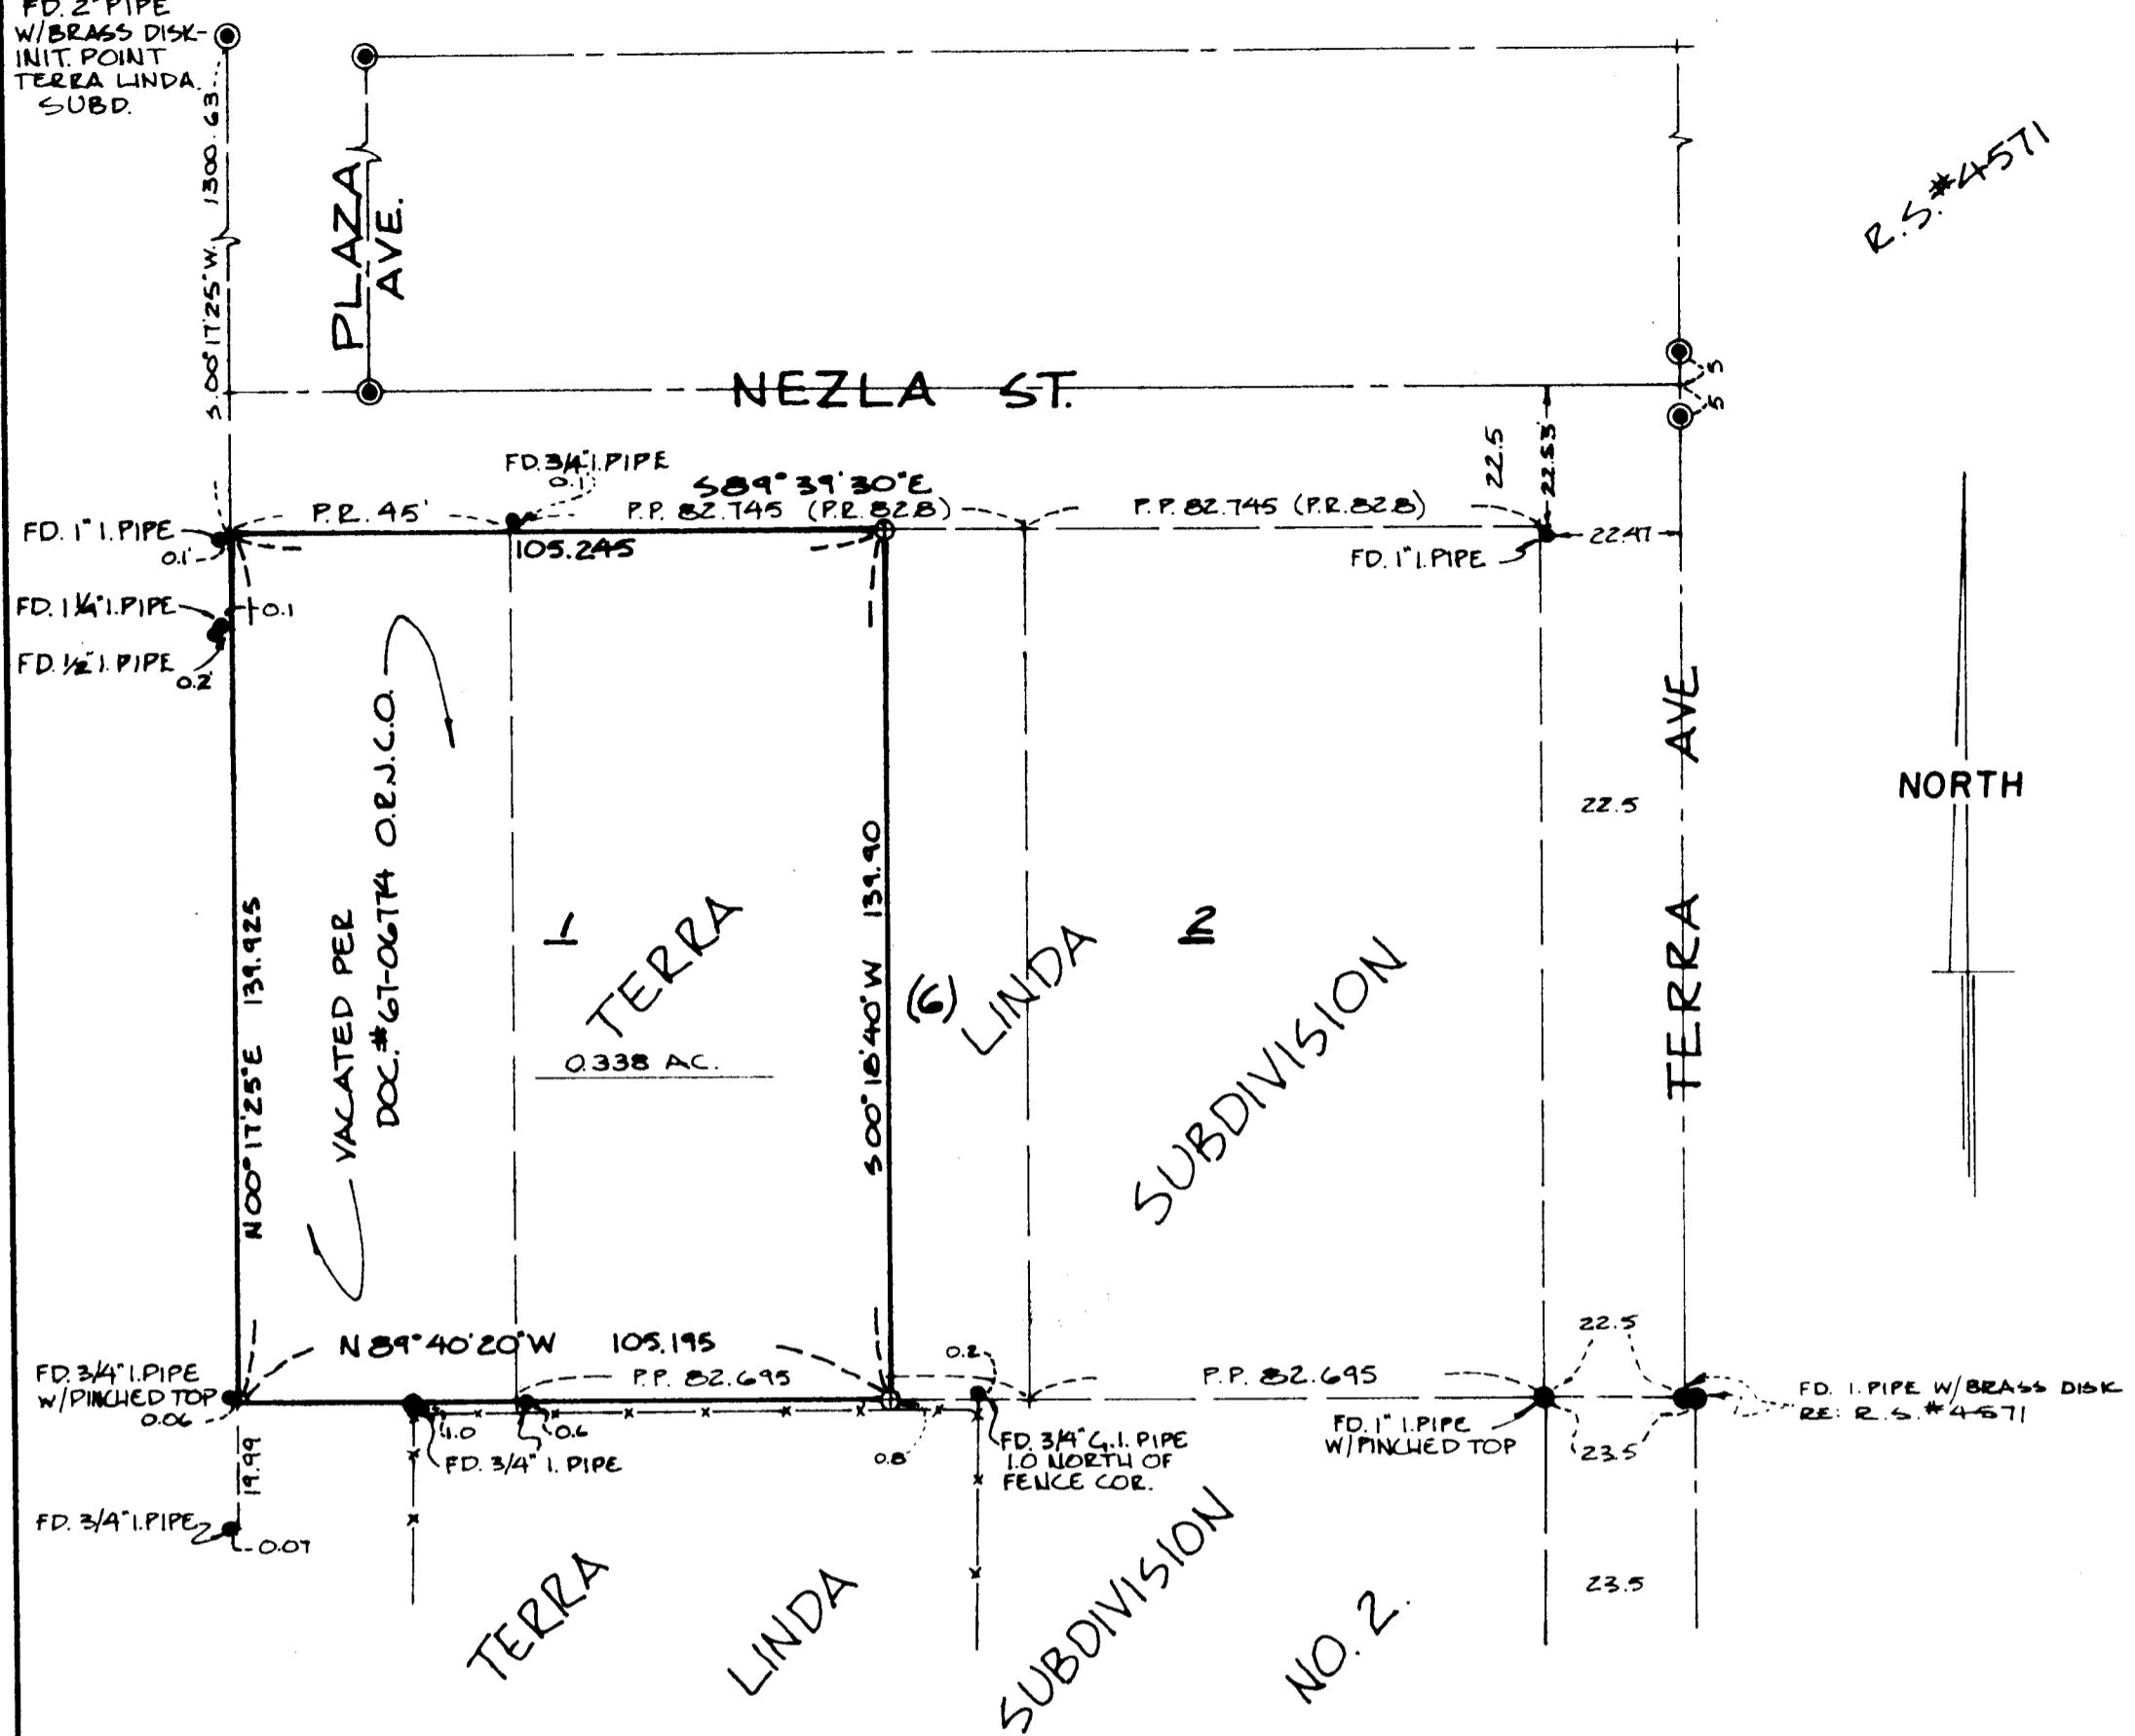 FD. 2" PIPE
W/BRASS DISK-
INIT. POINT
TERRA LINDA.
SUBD.
S.00°17'25"W. 1300.63
PLAZA
AVE.
R.S.#4571
NEZLA ST.
5
5
22.5
22.53'
FD. 3/4" I. PIPE
0.1'
S89°39'30"E
P.R. 45'
P.P. 82.745 (P.R. 82.8)
P.P. 82.745 (P.R. 82.8)
105.245
22.47
FD. 1" I. PIPE
0.1'
FD. 1" I. PIPE
FD. 1 1/4" I. PIPE
0.1
FD. 1/2" I. PIPE
0.2
VACATED PER
DOC.#67-06774 O.R.N.C.O.
N00°17'25"E 139.925
S00°18'40"W 139.90
1
TERRA
0.338 AC.
(6)
LINDA
2
SUBDIVISION
22.5
TERRA AVE
NORTH
N89°40'20"W 105.195
P.P. 82.695
0.2
P.P. 82.695
22.5
FD. 3/4" I. PIPE
W/PINCHED TOP
0.06
19.99
1.0
0.6
FD. 3/4" I. PIPE
0.8
FD. 3/4" G.I. PIPE
1.0 NORTH OF
FENCE COR.
FD. 1" I. PIPE
W/PINCHED TOP
23.5
FD. I. PIPE W/ BRASS DISK
RE: R.S. #4571
FD. 3/4" I. PIPE
0.07
23.5
TERRA
LINDA
SUBDIVISION
NO. 2.